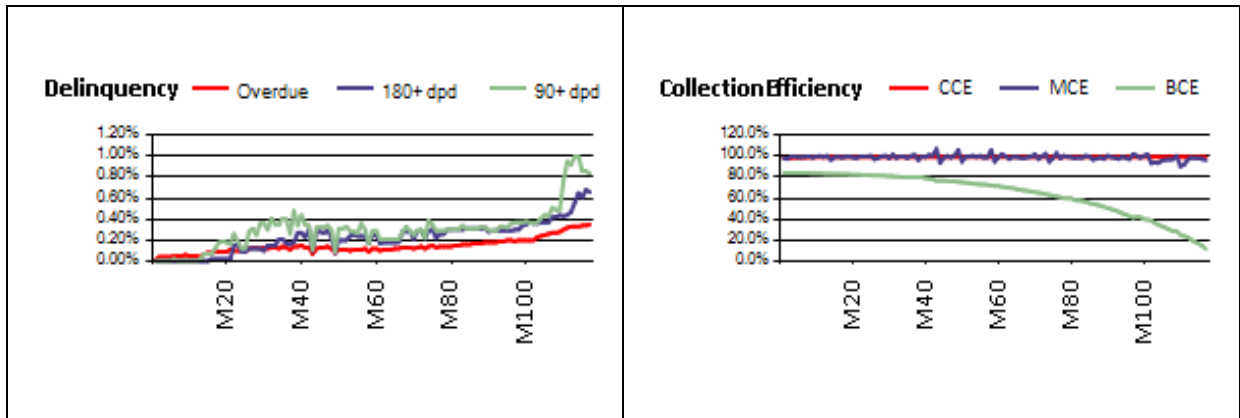 Delinquency Overdue 180+ dpd 90+ dpd
1.20%
1.00%
0.80%
0.60%
0.40%
0.20%
0.00%
M20
M40
M60
M80
M100
Collection Efficiency CCE MCE BCE
120.0%
100.0%
80.0%
60.0%
40.0%
20.0%
0.0%
M20
M40
M60
M80
M100